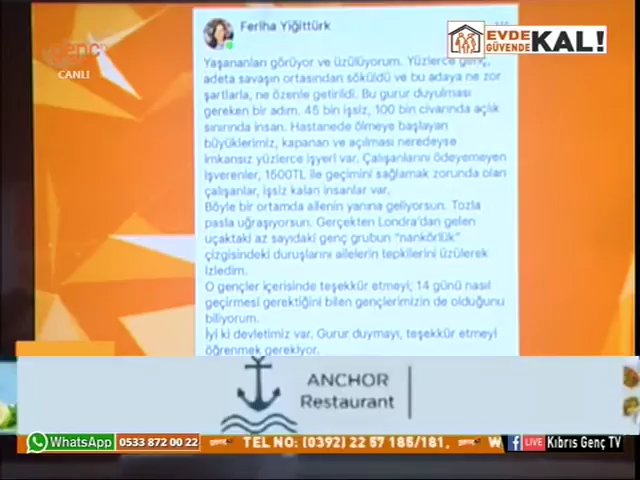 Feriha Yiğittürk
EVDE
GÜVENDE
KAL!
genç
CANLI
Yaşananları görüyor ve üzülüyorum. Yüzlerce genç,
adeta savaşın ortasından söküldü ve bu adaya ne zor
şartlarla, ne özenle getirildi. Bu gurur duyulması
gereken bir adım. 45 bin işsiz, 100 bin civarında açlık
sınırında insan. Hastanede ölmeye başlayan
büyüklerimiz, kapanan ve açılması neredeyse
imkansız yüzlerce işyeri var. Çalışanlarını ödeyemeyen
işverenler, 1500TL ile geçimini sağlamak zorunda olan
çalışanlar, işsiz kalan insanlar var.
Böyle bir ortamda ailenin yanına geliyorsun. Tozla
pasla uğraşıyorsun. Gerçekten Londra'dan gelen
uçaktaki az sayıdaki genç grubun "nankörlük"
çizgisindeki duruşlarını ailelerin tepkilerini üzülerek
izledim.
O gençler içerisinde teşekkür etmeyi, 14 günü nasıl
geçirmesi gerektiğini bilen gençlerimizin de olduğunu
biliyorum.
İyi ki devletimiz var. Gurur duymayı, teşekkür etmeyi
öğrenmek gerekiyor.
ANCHOR
Restaurant
WhatsApp 0533 872 00 22 TEL NO: (0392) 22 57 185/181, f LIVE Kıbrıs Genç TV